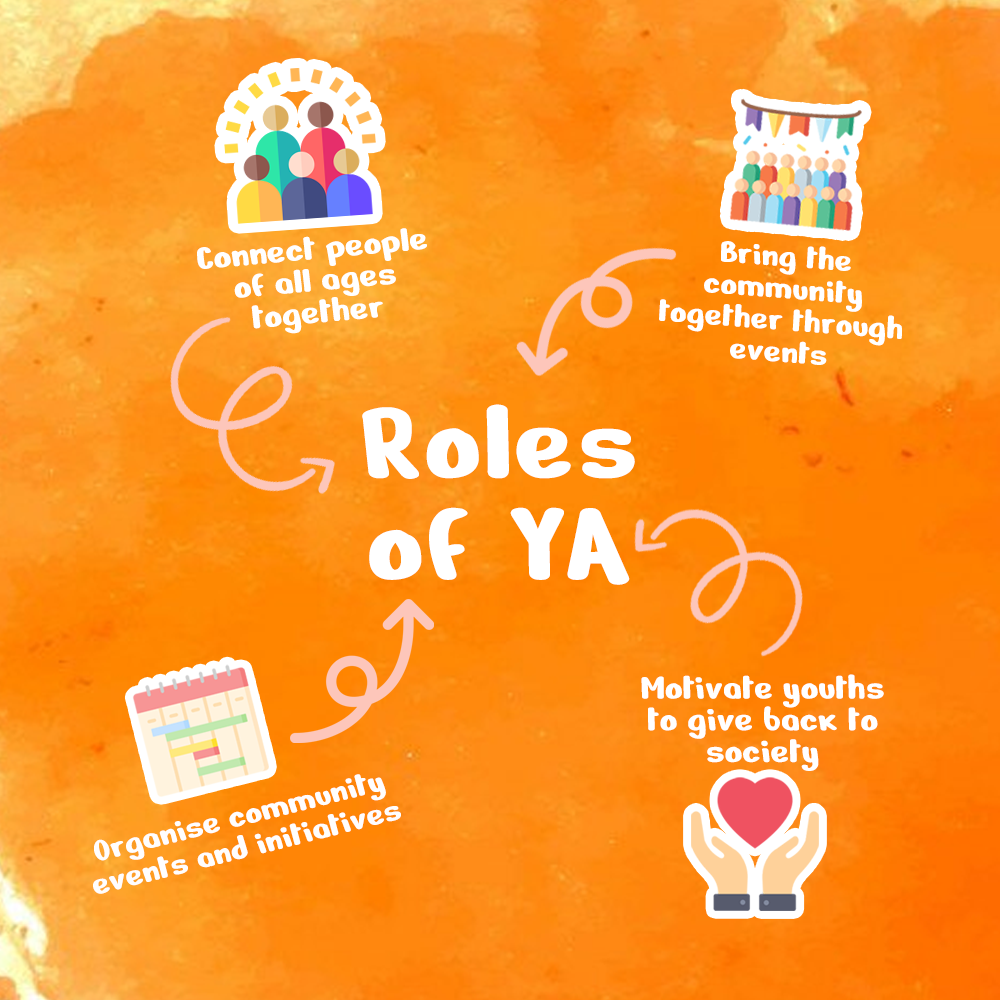 Connect people
of all ages
together
Bring the
community
together through
events
Roles
of YA
Organise community
events and initiatives
Motivate youths
to give back to
society